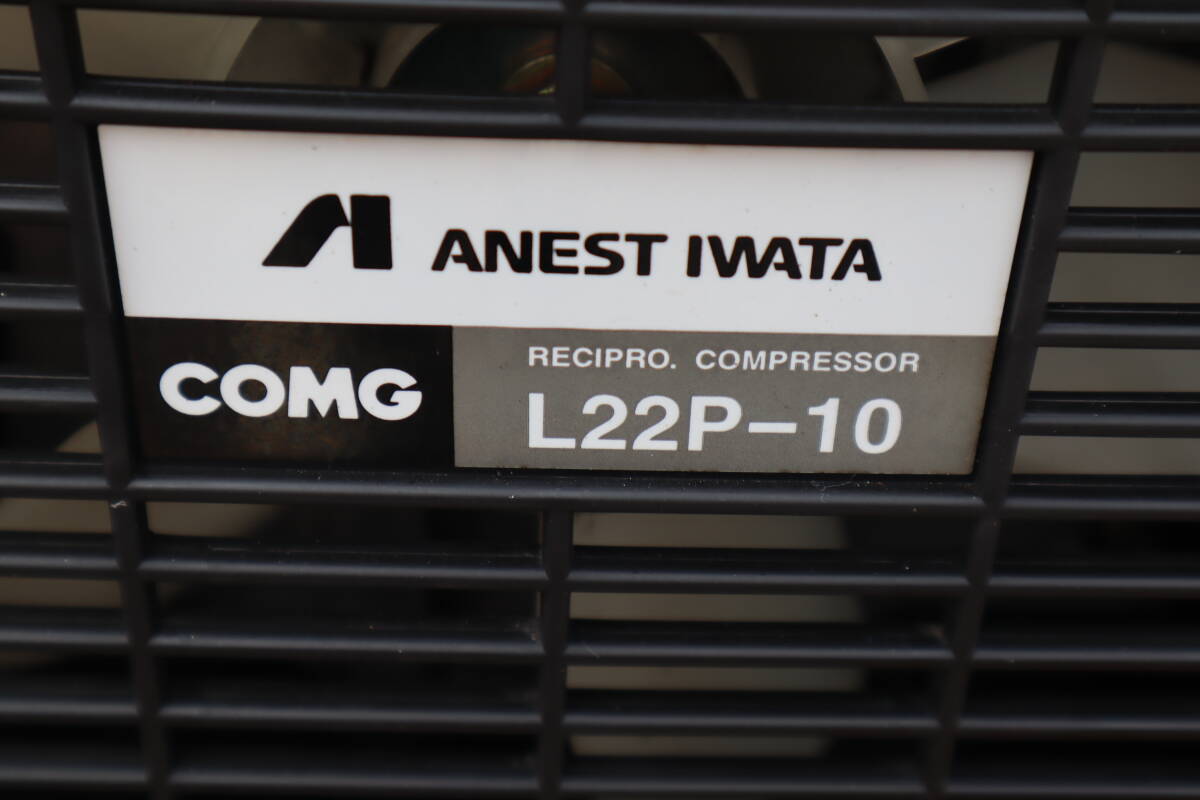 ANEST IWATA
COMG
RECIPRO. COMPRESSOR
L22P-10